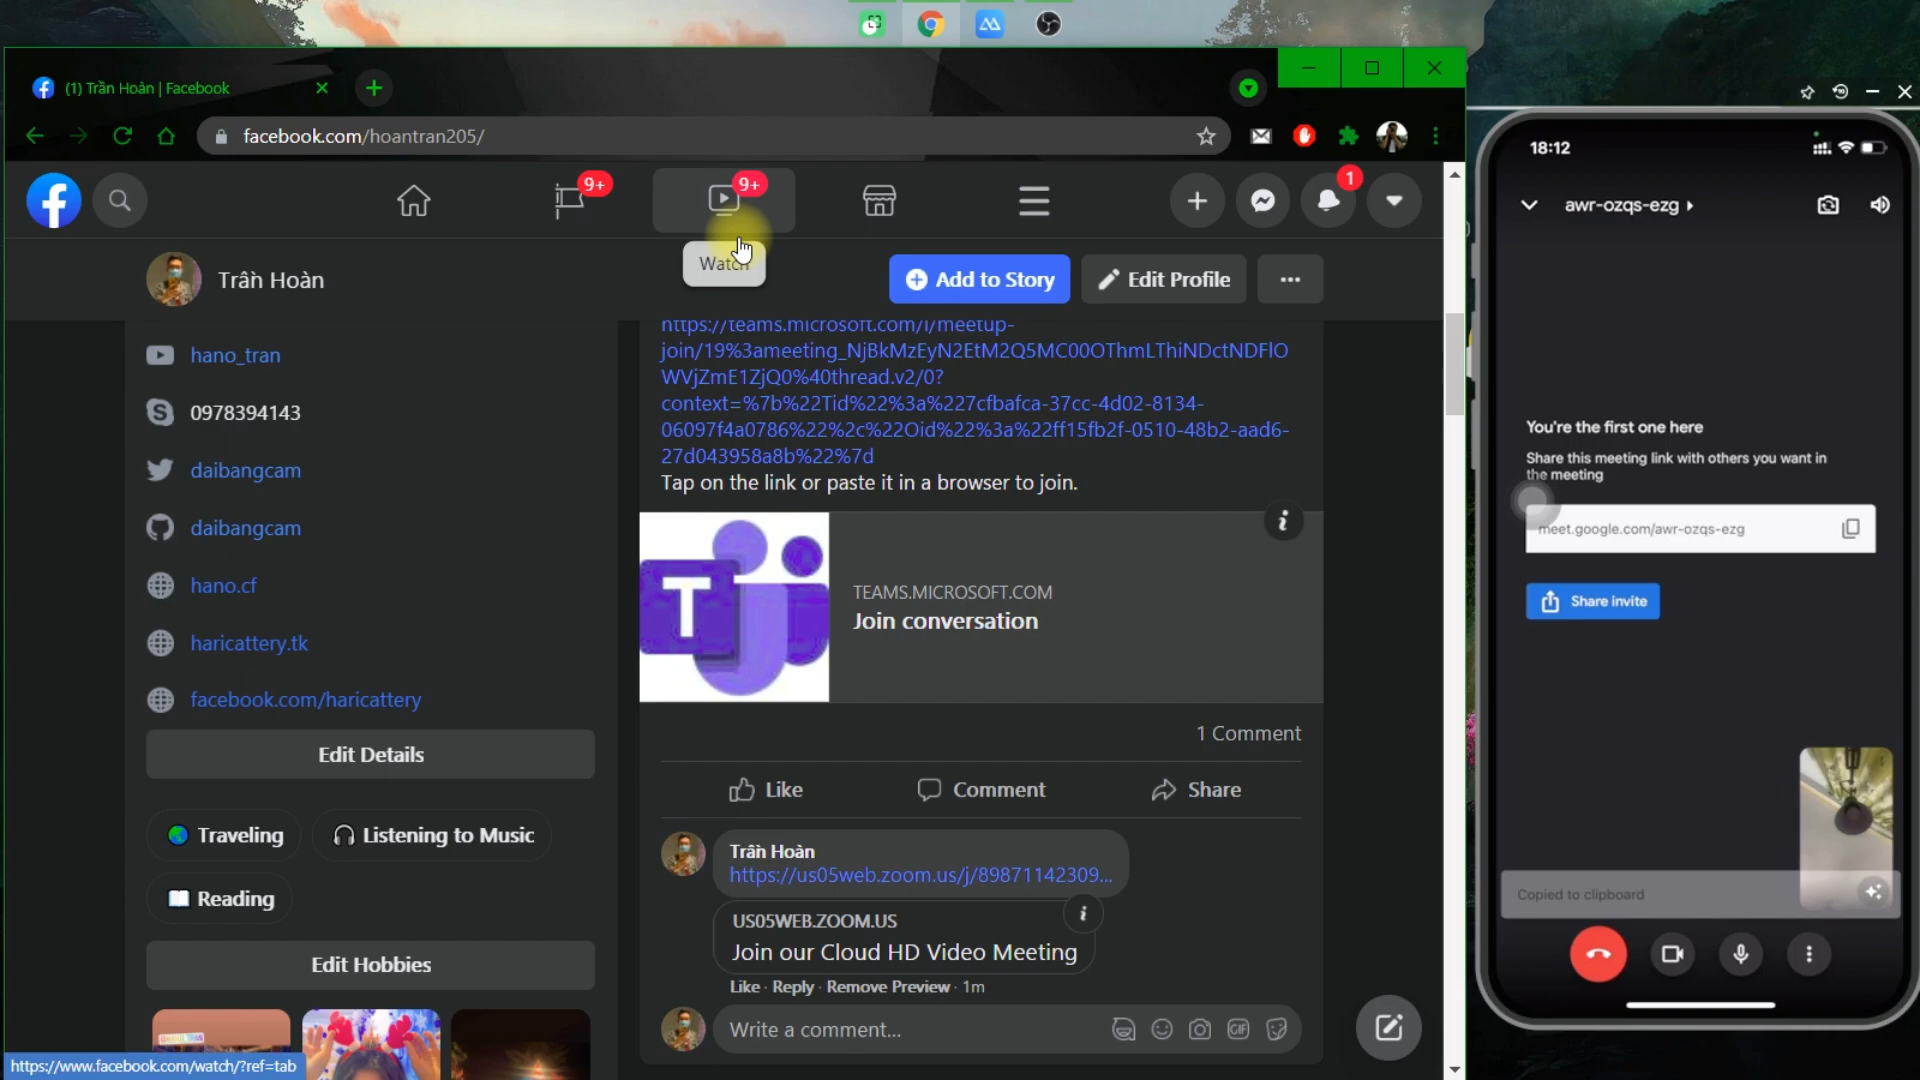 (1) Trần Hoàn | Facebook
facebook.com/hoantran205/
9+
9+
1
Trần Hoàn
Watch
Add to Story
Edit Profile
hano_tran
0978394143
daibangcam
daibangcam
hano.cf
haricattery.tk
facebook.com/haricattery
Edit Details
Traveling
Listening to Music
Reading
Edit Hobbies
https://www.facebook.com/watch/?ref=tab
https://teams.microsoft.com/l/meetup-
join/19%3ameeting_NjBkMzEyN2EtM2Q5MC00OThmLThiNDctNDFlO
WVjZmE1ZjQ0%40thread.v2/0?
context=%7b%22Tid%22%3a%227cfbafca-37cc-4d02-8134-
06097f4a0786%22%2c%22Oid%22%3a%22ff15fb2f-0510-48b2-aad6-
27d043958a8b%22%7d
Tap on the link or paste it in a browser to join.
T
TEAMS.MICROSOFT.COM
Join conversation
1 Comment
Like
Comment
Share
Trần Hoàn
https://us05web.zoom.us/j/89871142309...
US05WEB.ZOOM.US
Join our Cloud HD Video Meeting
Like · Reply · Remove Preview · 1m
Write a comment...
GIF
18:12
awr-ozqs-ezg
You're the first one here
Share this meeting link with others you want in
the meeting
meet.google.com/awr-ozqs-ezg
Share invite
Copied to clipboard